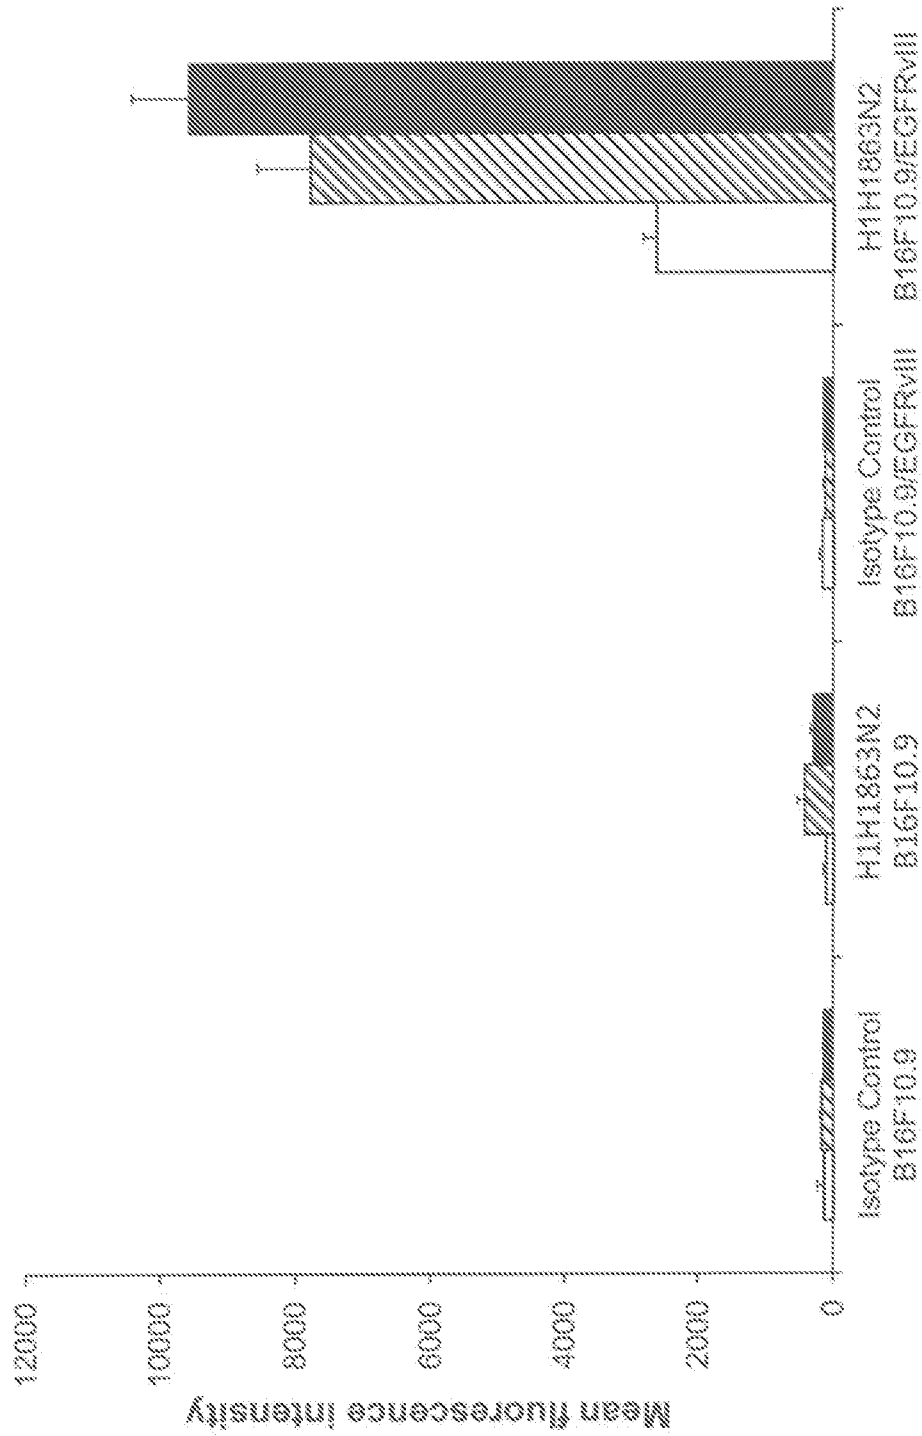 Mean fluorescence intensity
12000
10000
8000
6000
4000
2000
0
Isotype Control
B16F10.9
H1H1863N2
B16F10.9
Isotype Control
B16F10.9/EGFRvIII
H1H1863N2
B16F10.9/EGFRvIII